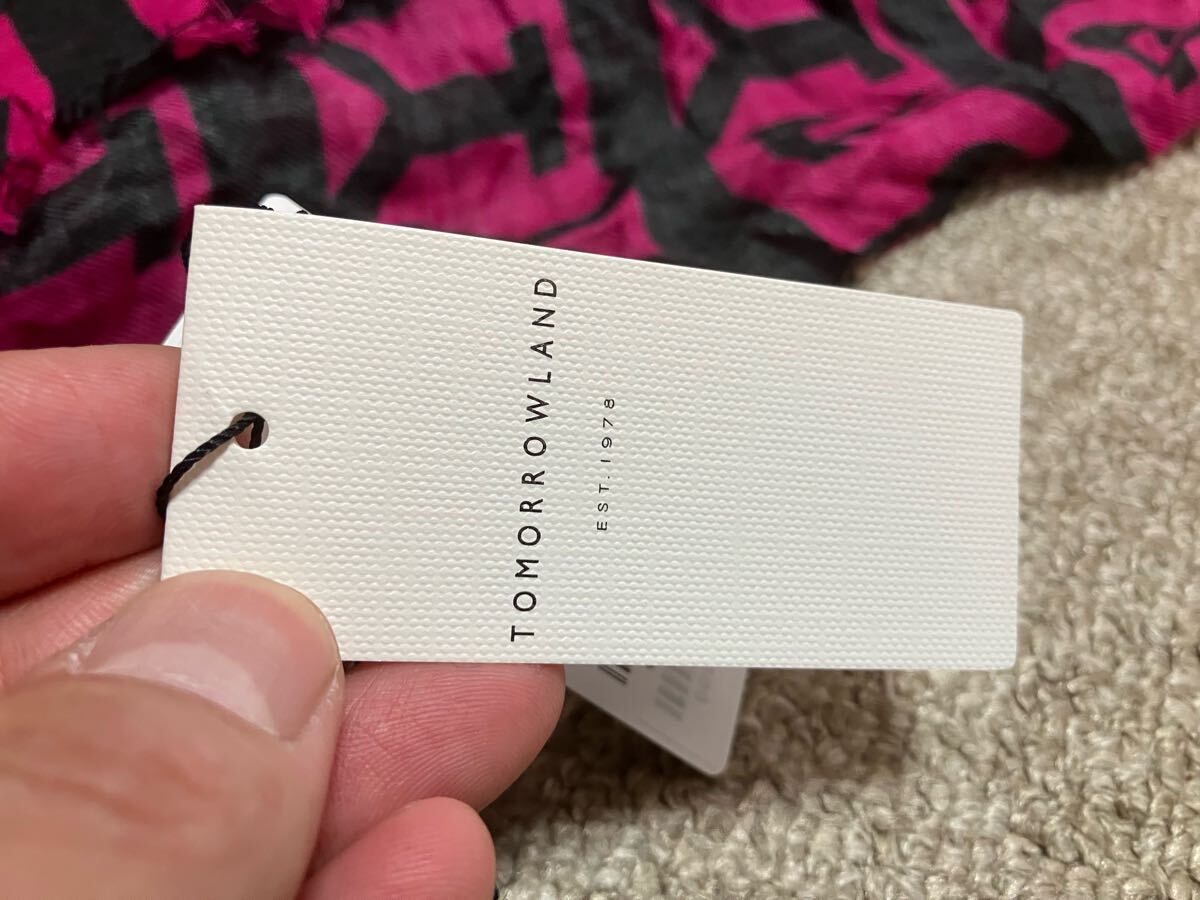 TOMORROWLAND
EST. 1978